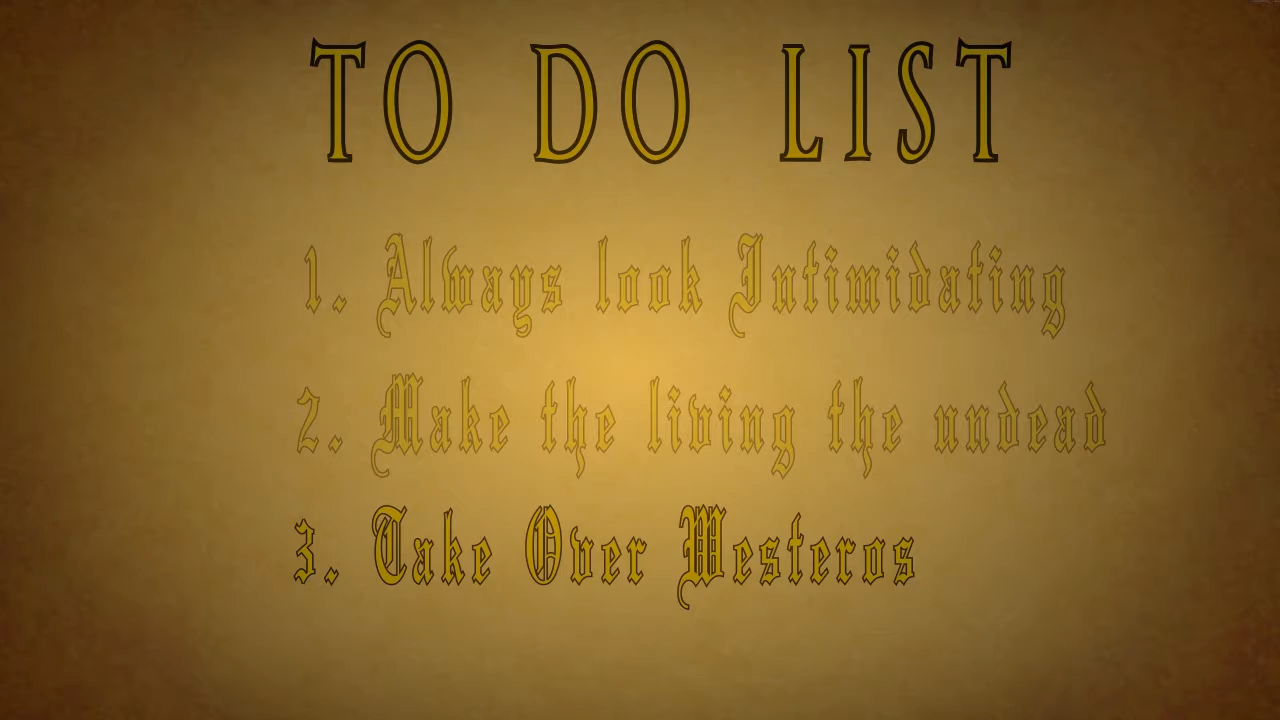 TO DO LIST
1. Always look Intimidating
2. Make the living the undead
3. Take Over Westeros